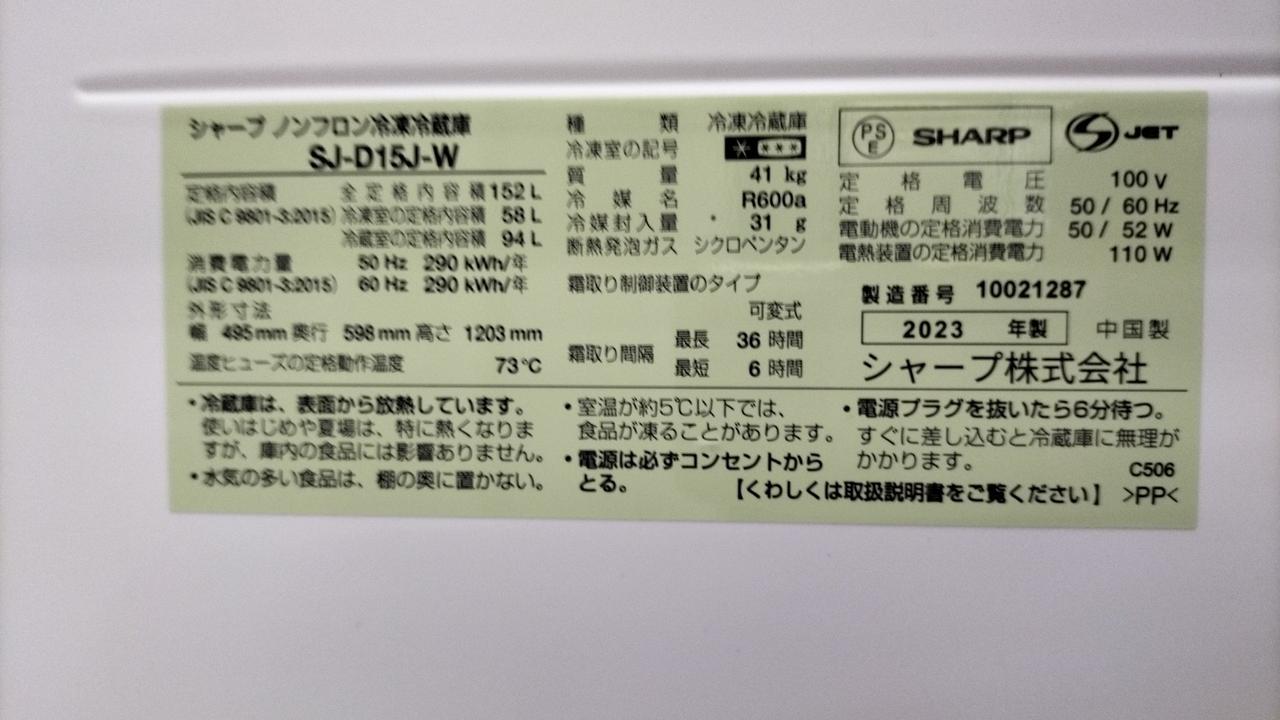 シャープ ノンフロン冷凍冷蔵庫
SJ-D15J-W
定格内容積 全定格内容積 152 L
(JIS C 9801-3:2015) 冷凍室の定格内容積 58 L
冷蔵室の定格内容積 94 L
消費電力量 50 Hz 290 kWh/年
(JIS C 9801-3:2015) 60 Hz 290 kWh/年
外形寸法
幅 495 mm 奥行 598 mm 高さ 1203 mm
温度ヒューズの定格動作温度 73℃
種類 冷凍冷蔵庫
冷凍室の記号
質量 41 kg
冷媒名 R600a
冷媒封入量 31 g
断熱発泡ガス シクロペンタン
霜取り制御装置のタイプ
可変式
霜取り間隔 最長 36 時間
最短 6 時間
PSE SHARP JET
定格電圧 100 V
定格周波数 50 / 60 Hz
電動機の定格消費電力 50 / 52 W
電熱装置の定格消費電力 110 W
製造番号 10021287
2023 年製 中国製
シャープ株式会社
・冷蔵庫は、表面から放熱しています。
使いはじめや夏場は、特に熱くなりま
すが、庫内の食品には影響ありません。
・水気の多い食品は、棚の奥に置かない。
・室温が約5℃以下では、
食品が凍ることがあります。
・電源は必ずコンセントから
とる。
・電源プラグを抜いたら6分待つ。
すぐに差し込むと冷蔵庫に無理が
かかります。
C506
【くわしくは取扱説明書をご覧ください】 >PP<